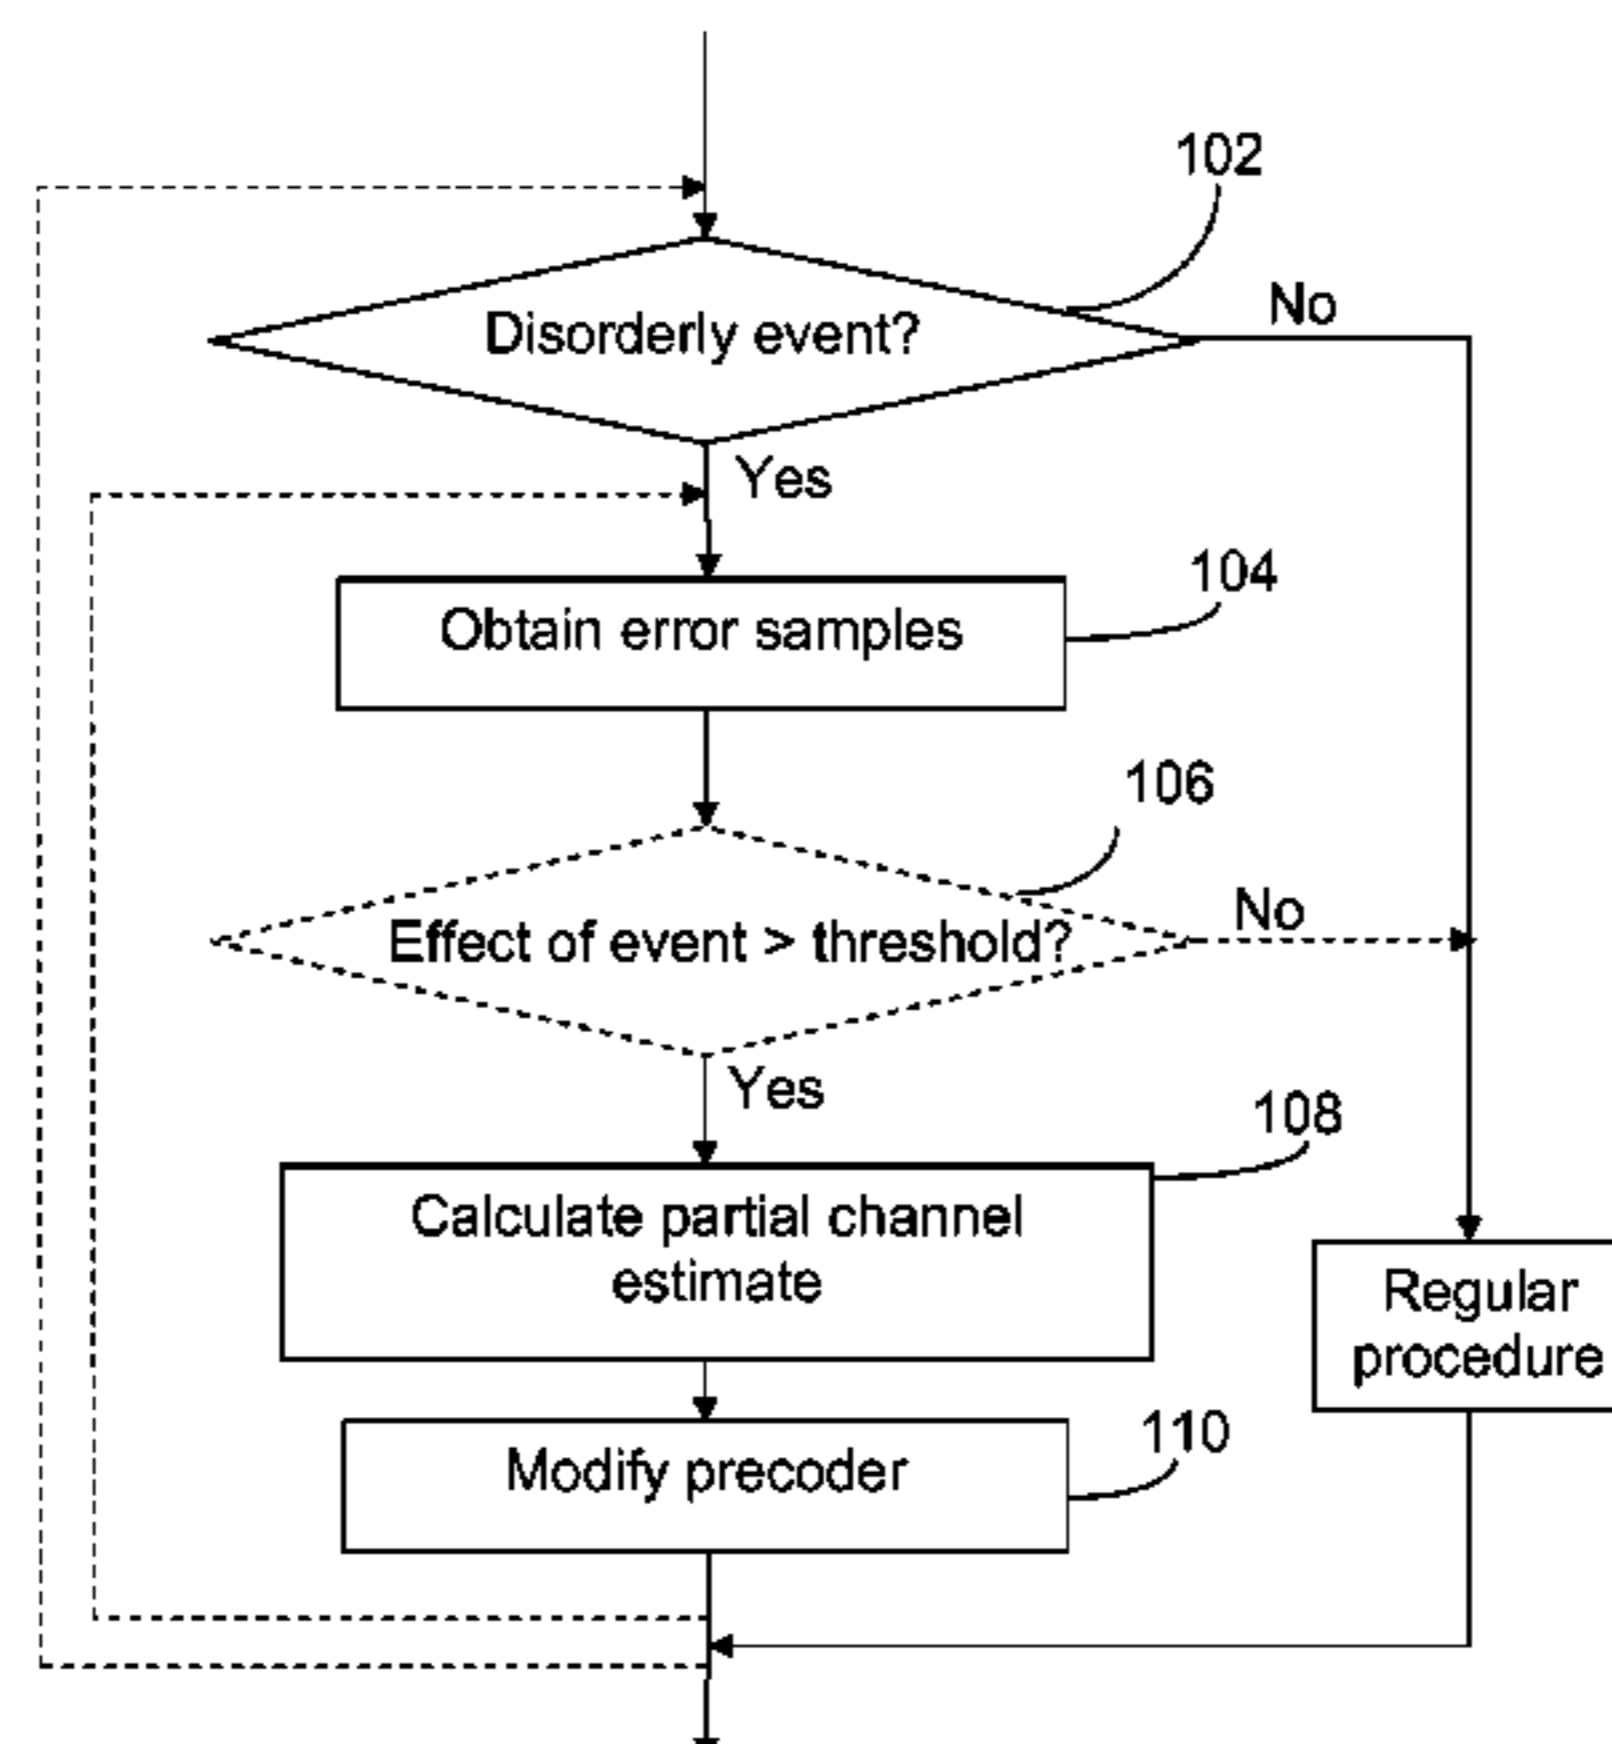 102
Disorderly event?
No
Yes
Obtain error samples
104
106
Effect of event > threshold?
No
Yes
108
Calculate partial channel
estimate
Regular
procedure
110
Modify precoder